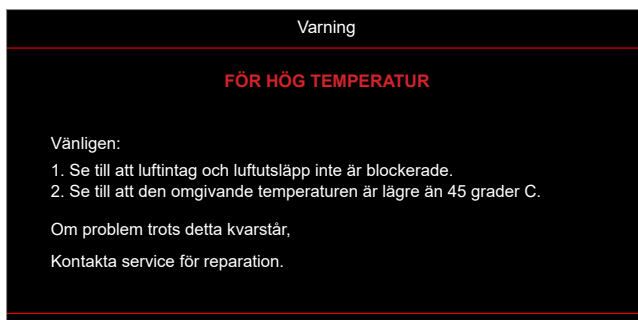 Varning
FÖR HÖG TEMPERATUR
Vänligen:
1. Se till att luftintag och luftutsläpp inte är blockerade.
2. Se till att den omgivande temperaturen är lägre än 45 grader C.
Om problem trots detta kvarstår,
Kontakta service för reparation.